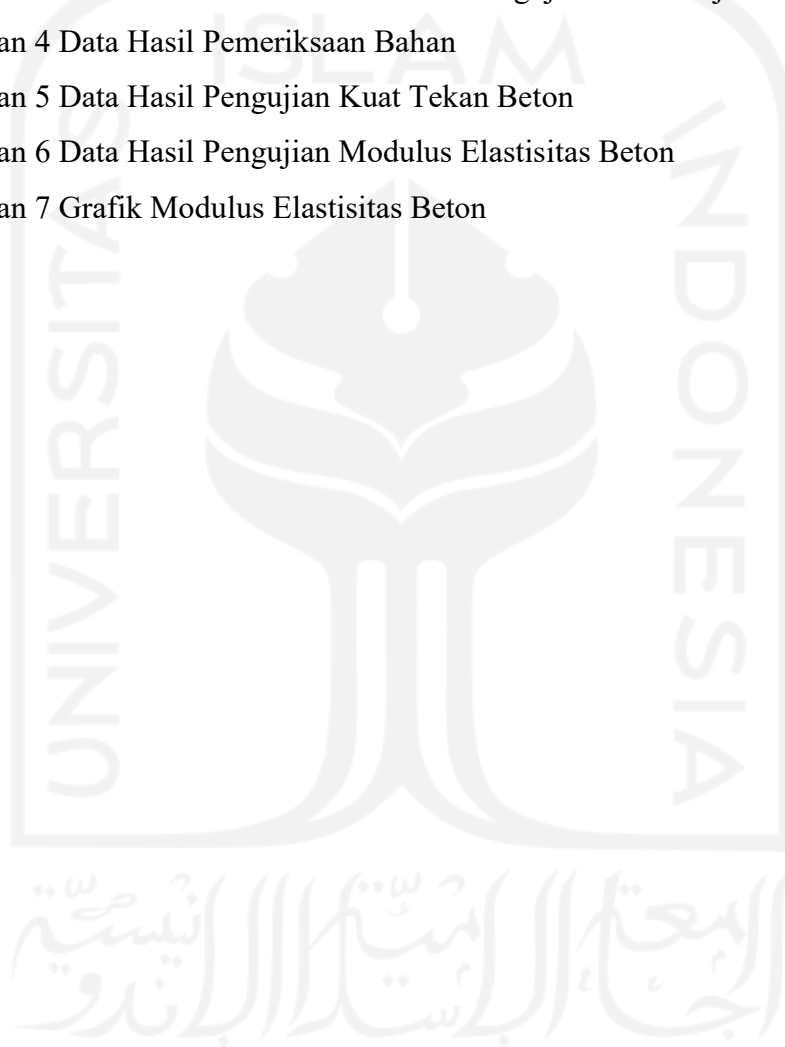 an 4 Data Hasil Pemeriksaan Bahan
an 5 Data Hasil Pengujian Kuat Tekan Beton
an 6 Data Hasil Pengujian Modulus Elastisitas Beton
an 7 Grafik Modulus Elastisitas Beton
ISLAM
UNIVERSITAS
INDONESIA